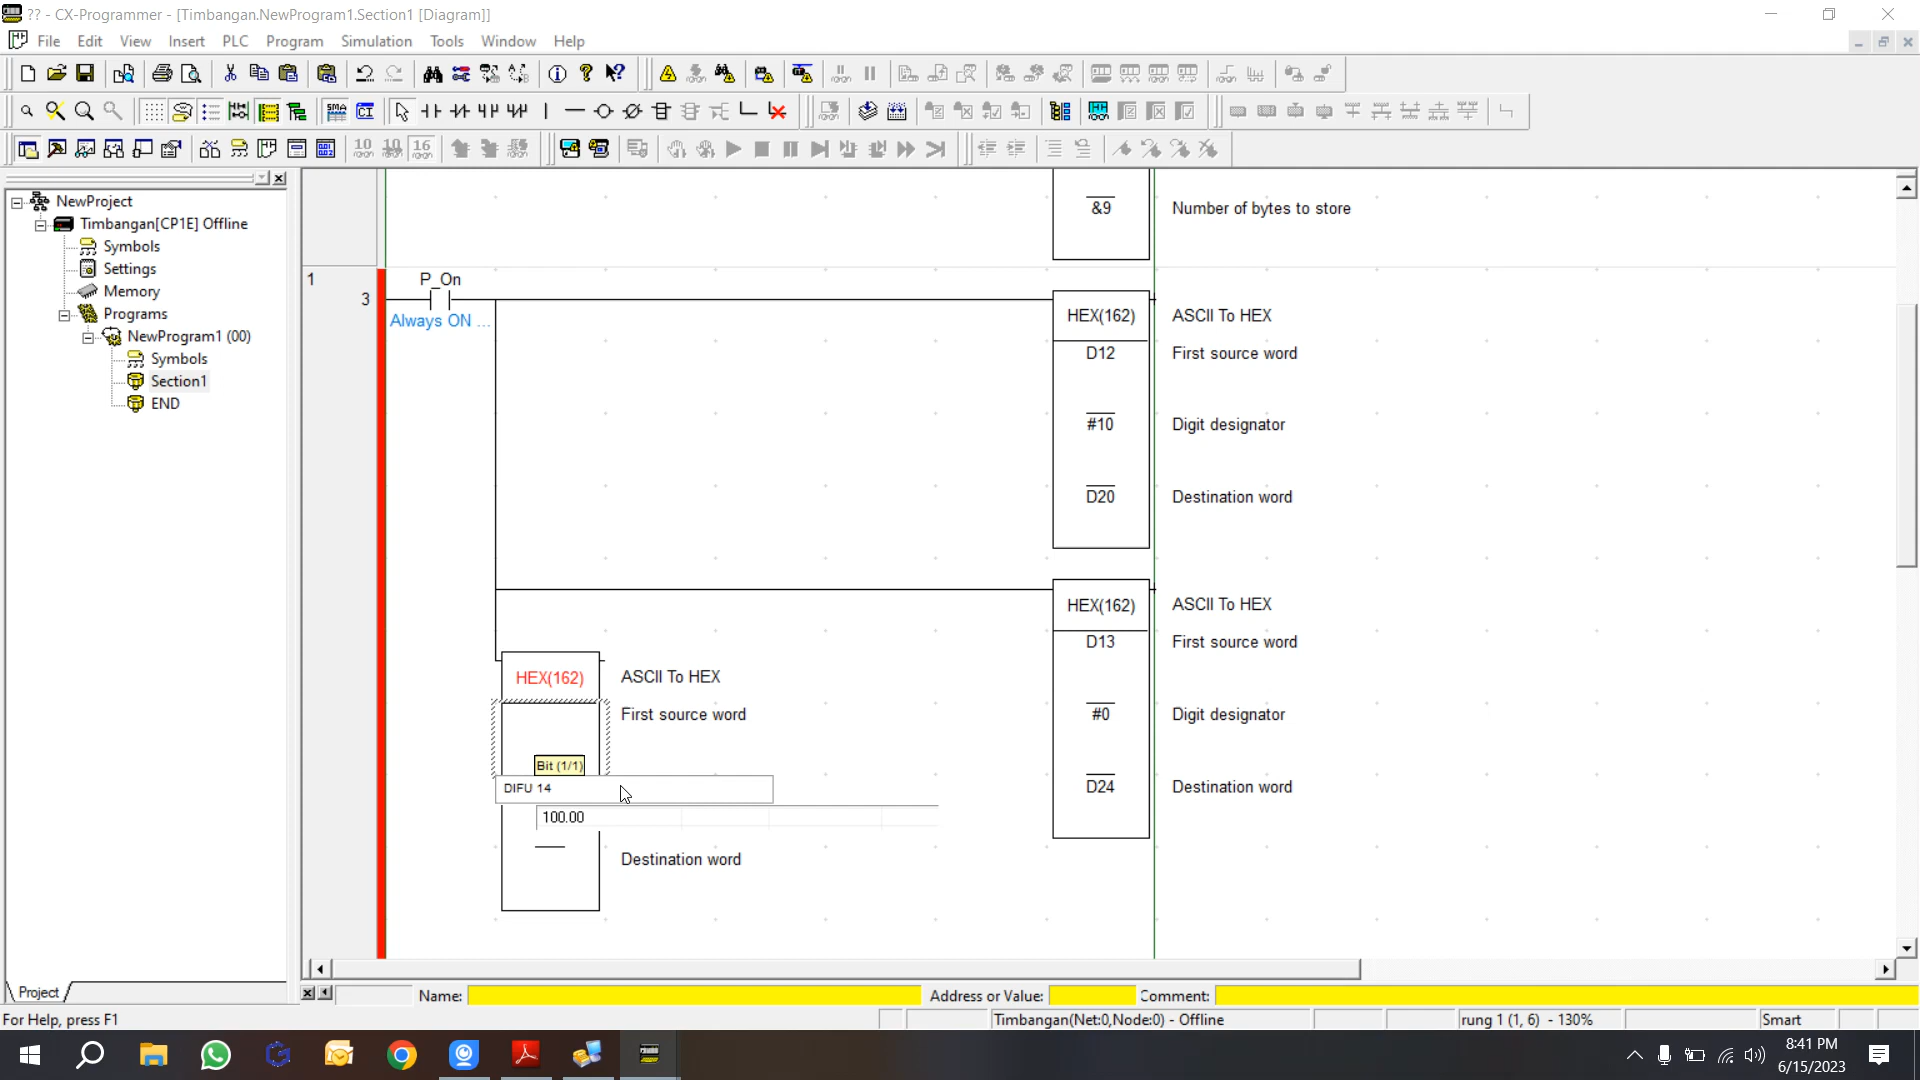 ?? - CX-Programmer - [Timbangan.NewProgram1.Section1 [Diagram]]
File Edit View Insert PLC Program Simulation Tools Window Help
SMA CI
10 10 16
NewProject
Timbangan[CP1E] Offline
Symbols
Settings
Memory
Programs
NewProgram1 (00)
Symbols
Section1
END
Project
&9 Number of bytes to store
1
3
P_On
Always ON ...
HEX(162) ASCII To HEX
D12 First source word
#10 Digit designator
D20 Destination word
HEX(162) ASCII To HEX
D13 First source word
#0 Digit designator
D24 Destination word
HEX(162) ASCII To HEX
First source word
Bit (1/1)
DIFU 14
100.00
Destination word
Name: Address or Value: Comment:
For Help, press F1 Timbangan(Net:0,Node:0) - Offline rung 1 (1, 6) - 130% Smart
8:41 PM
6/15/2023